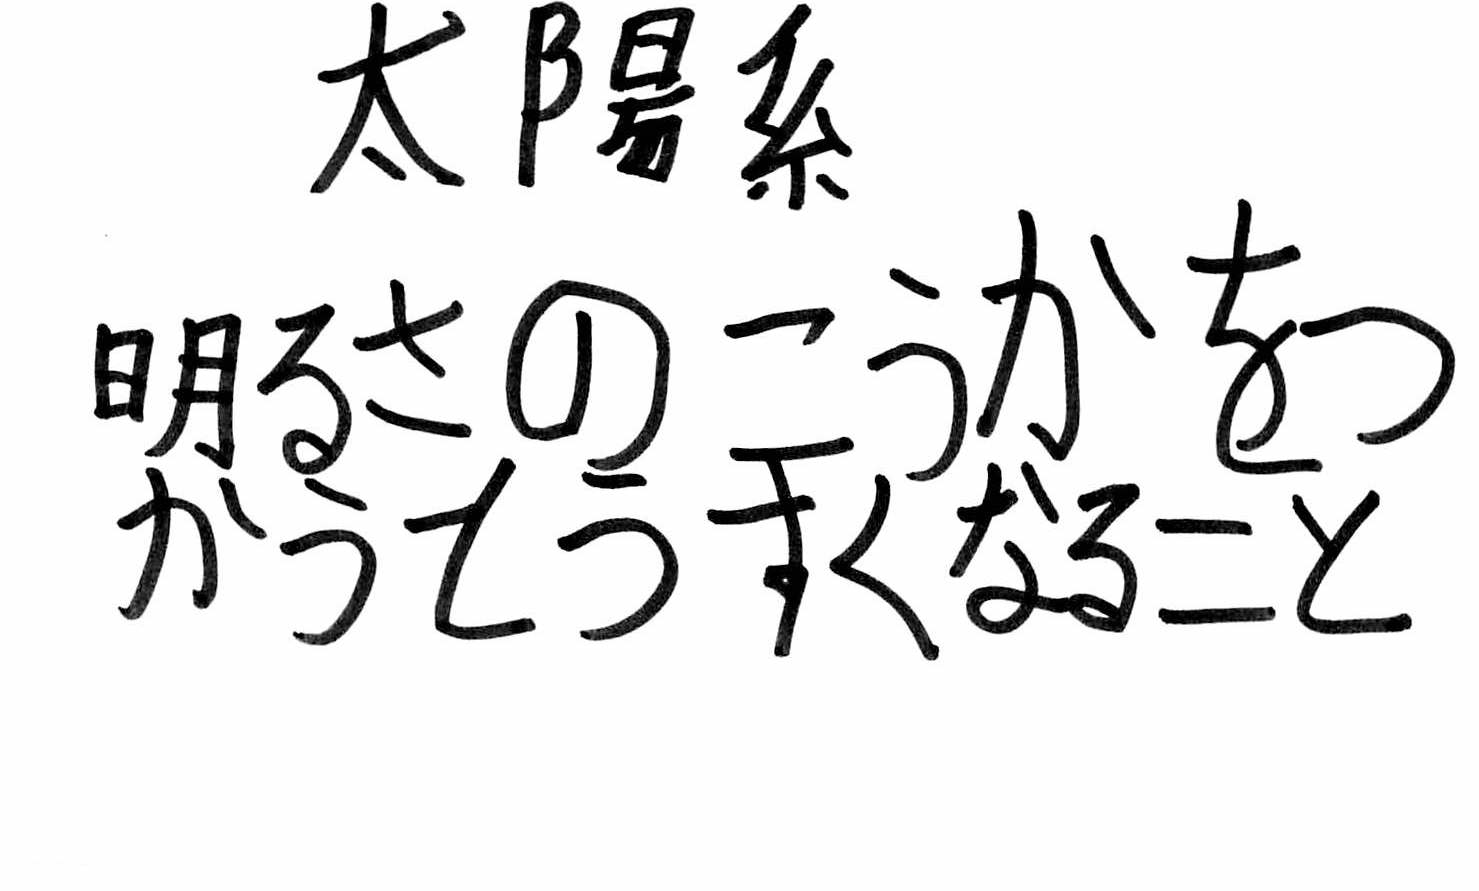 太陽系
明るさのこうかをつ
かうとうすくなること